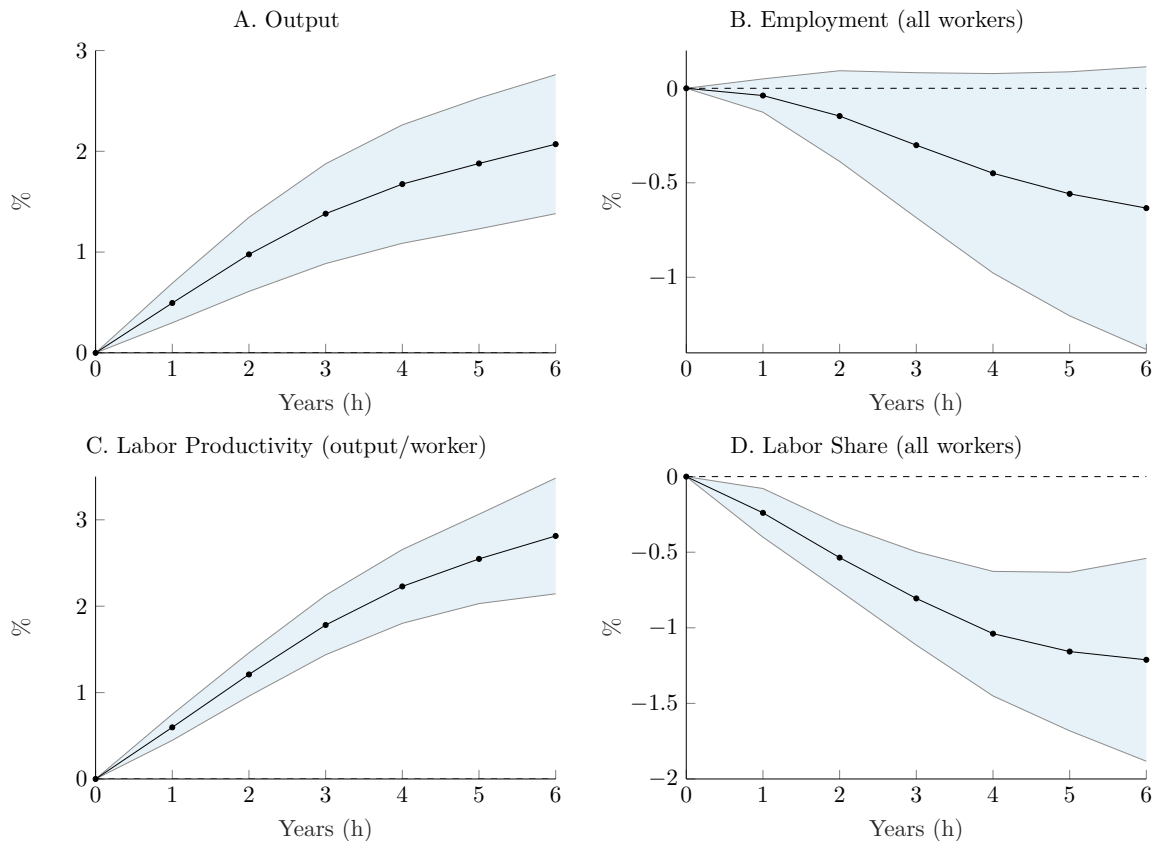 A. Output
3
2
1
0
%
0 1 2 3 4 5 6
Years (h)
B. Employment (all workers)
0
−0.5
−1
%
0 1 2 3 4 5 6
Years (h)
C. Labor Productivity (output/worker)
3
2
1
0
%
0 1 2 3 4 5 6
Years (h)
D. Labor Share (all workers)
0
−0.5
−1
−1.5
−2
%
0 1 2 3 4 5 6
Years (h)